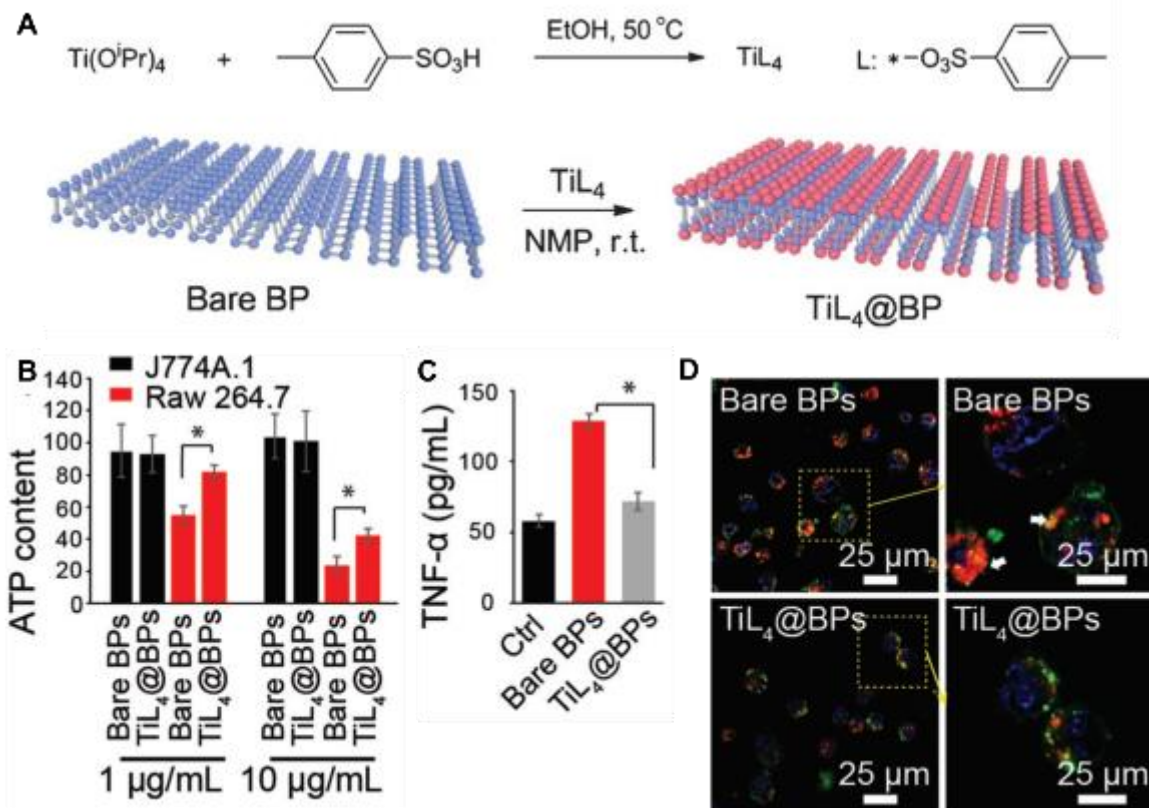 A
Ti(OⁱPr)₄ + SO₃H EtOH, 50 °C TiL₄ L: *–O₃S
Bare BP
TiL₄
NMP, r.t.
TiL₄@BP
B
J774A.1
Raw 264.7
ATP content
140
120
100
80
60
40
20
0
Bare BPs
TiL₄@BPs
Bare BPs
TiL₄@BPs
Bare BPs
TiL₄@BPs
Bare BPs
TiL₄@BPs
* *
1 µg/mL 10 µg/mL
C
TNF-α (pg/mL)
150
100
50
0
*
Ctrl
Bare BPs
TiL₄@BPs
D
Bare BPs
25 µm
Bare BPs
25 µm
TiL₄@BPs
25 µm
TiL₄@BPs
25 µm